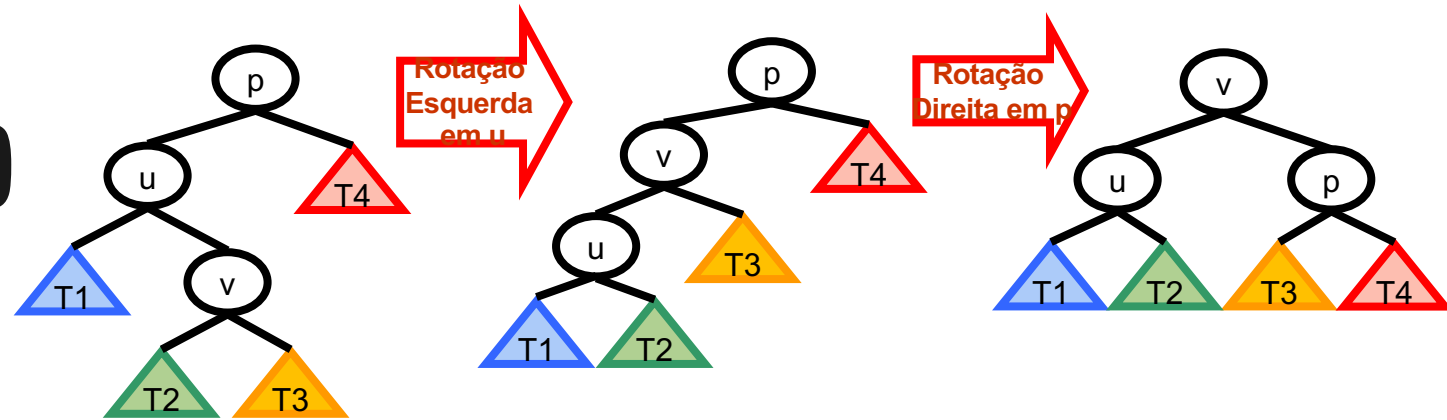 p
u
T4
T1
v
T2
T3
Rotação
Esquerda
em u
p
v
T4
u
T3
T1
T2
Rotação
Direita em p
v
u
p
T1
T2
T3
T4